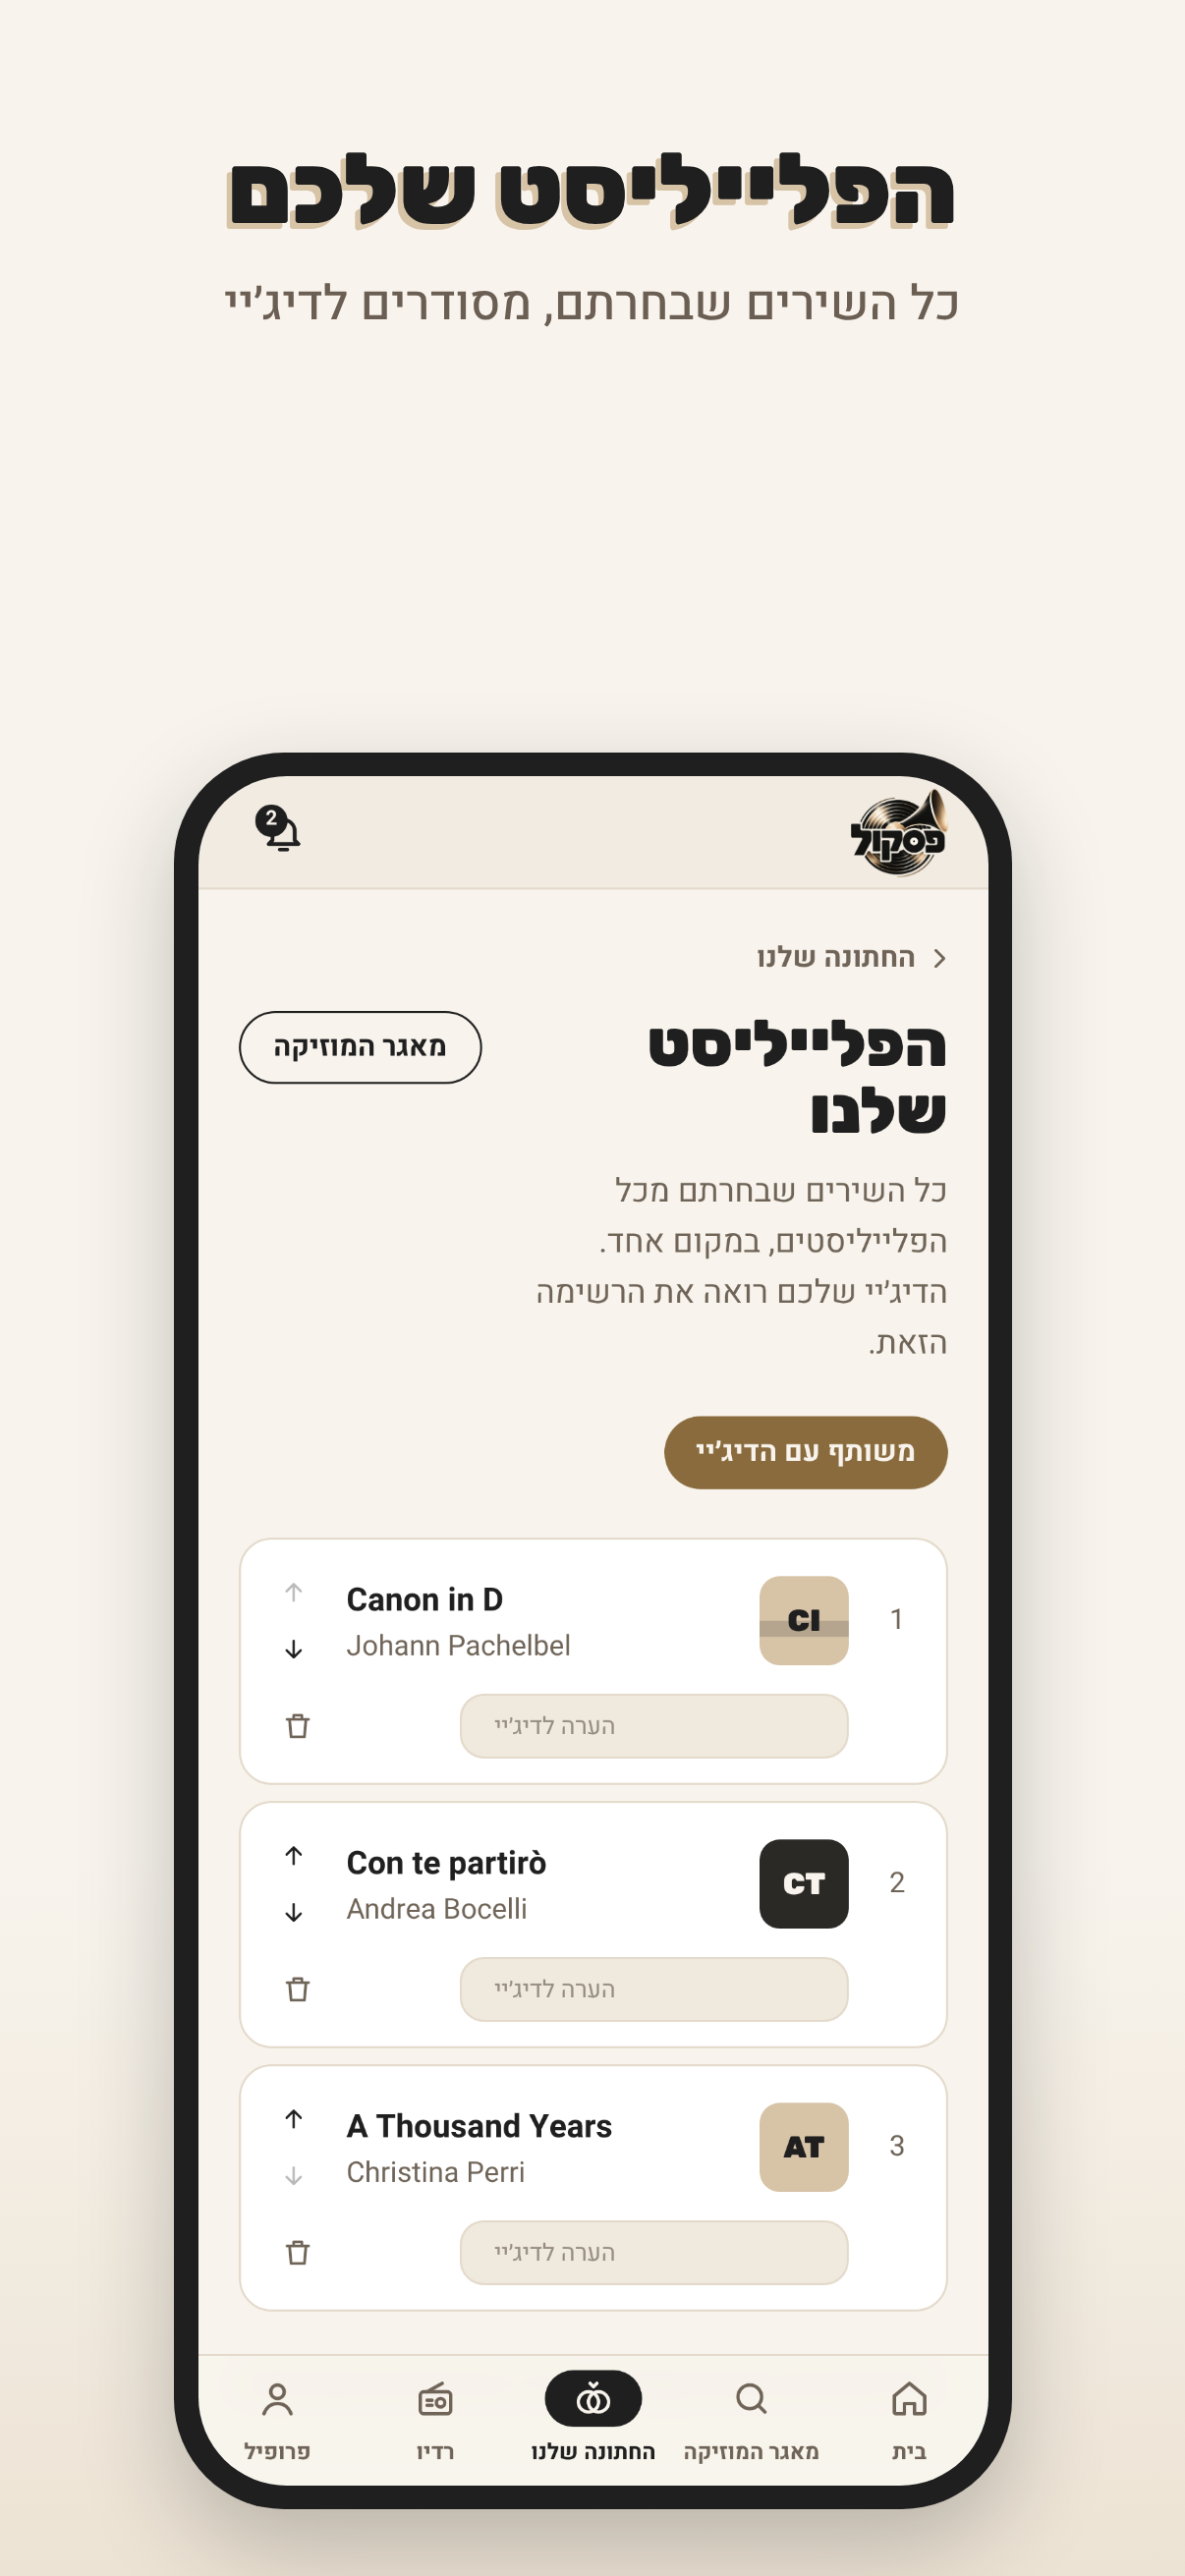 הפלייליסט שלכם
כל השירים שבחרתם, מסודרים לדיג׳יי
פסקול
2
החתונה שלנו
הפלייליסט
שלנו
מאגר המוזיקה
כל השירים שבחרתם מכל
הפלייליסטים, במקום אחד.
הדיג׳יי שלכם רואה את הרשימה
הזאת.
משותף עם הדיג׳יי
1
CI
Canon in D
Johann Pachelbel
הערה לדיג׳יי
2
CT
Con te partirò
Andrea Bocelli
הערה לדיג׳יי
3
AT
A Thousand Years
Christina Perri
הערה לדיג׳יי
בית
מאגר המוזיקה
החתונה שלנו
רדיו
פרופיל